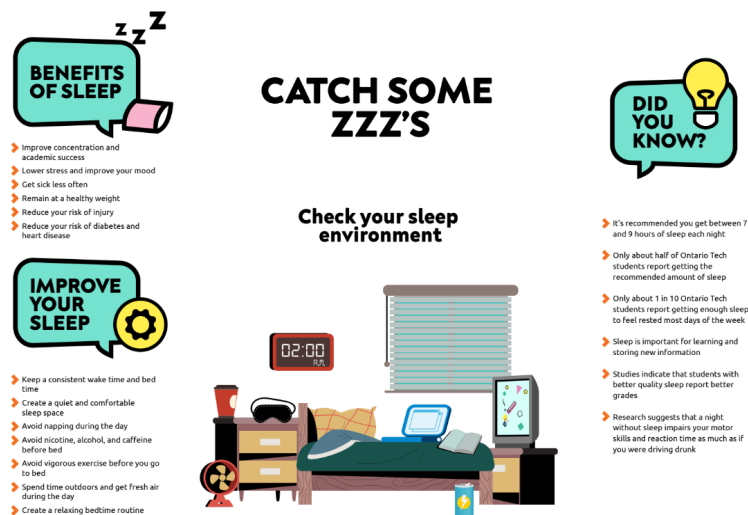 Z Z Z
BENEFITS
OF SLEEP
Improve concentration and
academic success
Lower stress and improve your mood
Get sick less often
Remain at a healthy weight
Reduce your risk of injury
Reduce your risk of diabetes and
heart disease
IMPROVE
YOUR
SLEEP
Keep a consistent wake time and bed
time
Create a quiet and comfortable
sleep space
Avoid napping during the day
Avoid nicotine, alcohol, and caffeine
before bed
Avoid vigorous exercise before you go
to bed
Spend time outdoors and get fresh air
during the day
Create a relaxing bedtime routine
CATCH SOME
ZZZ'S
Check your sleep
environment
02:00
A.M.
DID
YOU
KNOW?
It's recommended you get between 7
and 9 hours of sleep each night
Only about half of Ontario Tech
students report getting the
recommended amount of sleep
Only about 1 in 10 Ontario Tech
students report getting enough sleep
to feel rested most days of the week
Sleep is important for learning and
storing new information
Studies indicate that students with
better quality sleep report better
grades
Research suggests that a night
without sleep impairs your motor
skills and reaction time as much as if
you were driving drunk